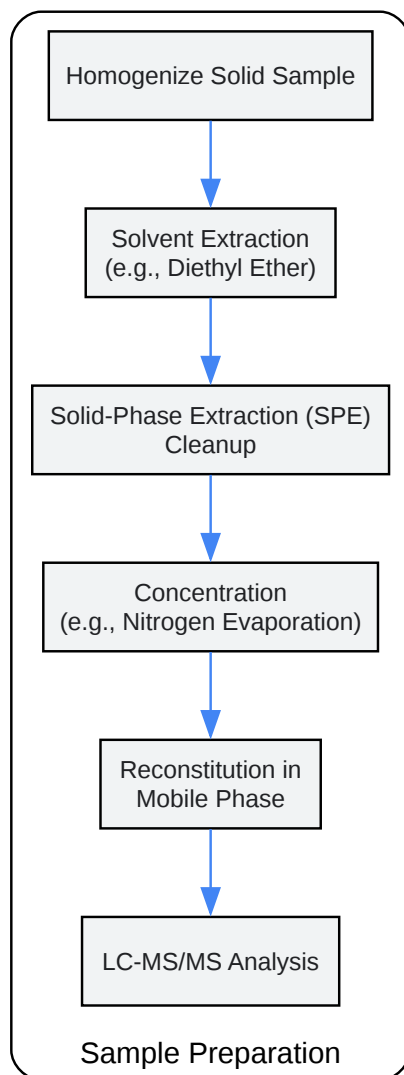 Homogenize Solid Sample
Solvent Extraction
(e.g., Diethyl Ether)
Solid-Phase Extraction (SPE)
Cleanup
Concentration
(e.g., Nitrogen Evaporation)
Reconstitution in
Mobile Phase
LC-MS/MS Analysis
Sample Preparation